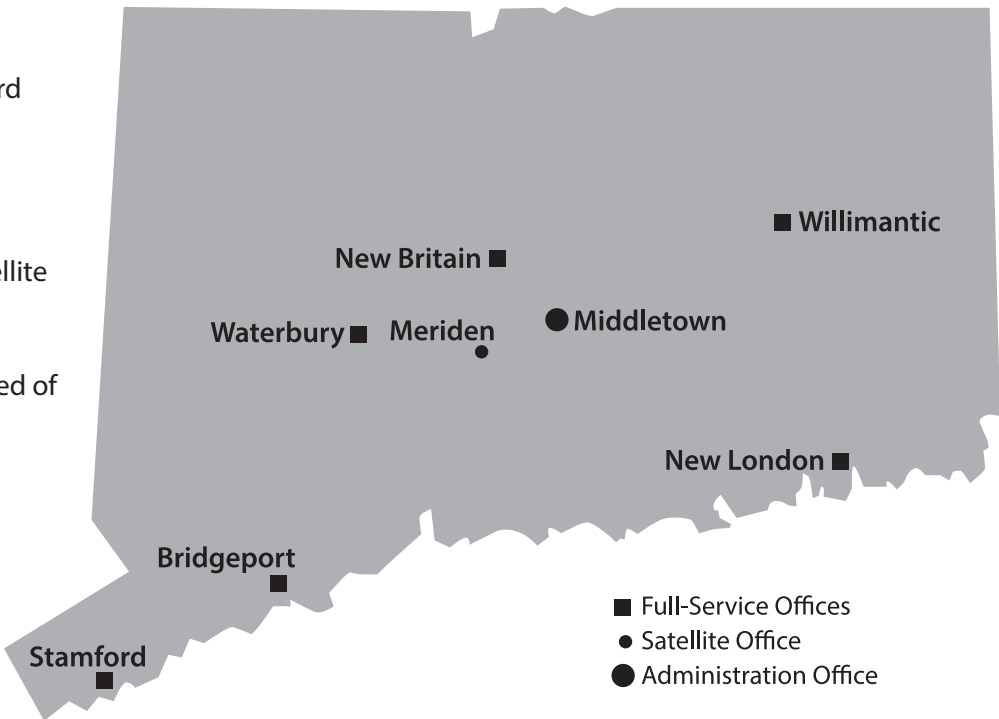 rd
llite
ed of
Willimantic
New Britain
Middletown
Waterbury
Meriden
New London
Bridgeport
Stamford
Full-Service Offices
Satellite Office
Administration Office